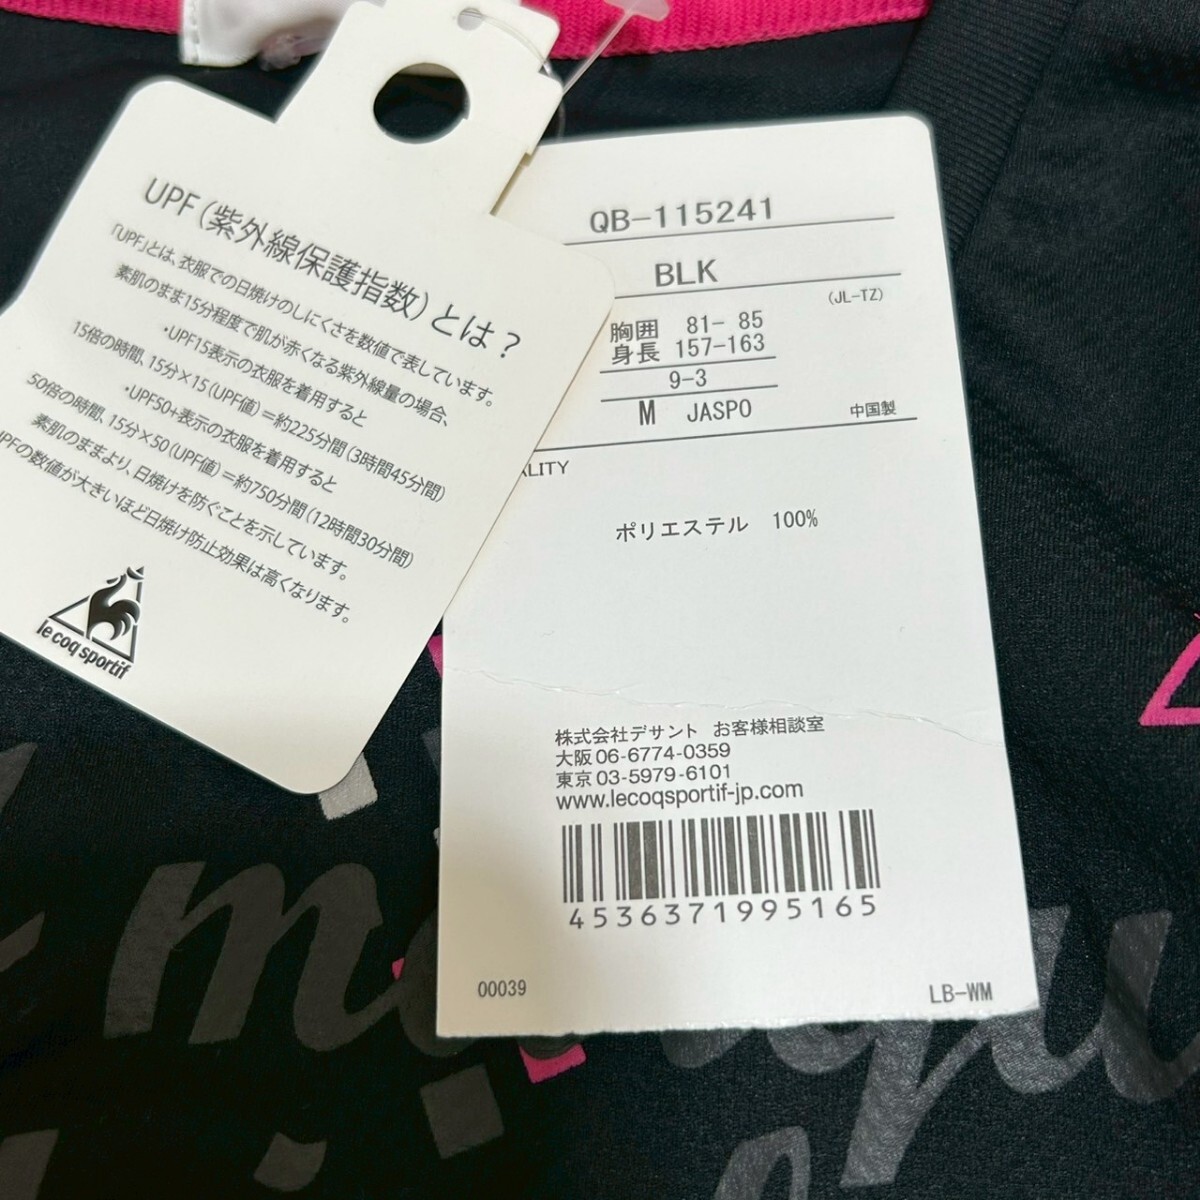 UPF(紫外線保護指数)とは?
「UPF」とは、衣服での日焼けのしにくさを数値で表しています。
素肌のまま15分程度で肌が赤くなる紫外線量の場合、
・UPF15表示の衣服を着用すると
15倍の時間、15分×15(UPF値)=約225分間(3時間45分間)
・UPF50+表示の衣服を着用すると
50倍の時間、15分×50(UPF値)=約750分間(12時間30分間)
素肌のままより、日焼けを防ぐことを示しています。
UPFの数値が大きいほど日焼け防止効果は高くなります。
le coq sportif
QB-115241
BLK
(JL-TZ)
胸囲 81- 85
身長 157-163
9-3
M JASPO 中国製
ALITY
ポリエステル 100%
株式会社デサント お客様相談室
大阪 06-6774-0359
東京 03-5979-6101
www.lecoqsportif-jp.com
4536371995165
00039 LB-WM